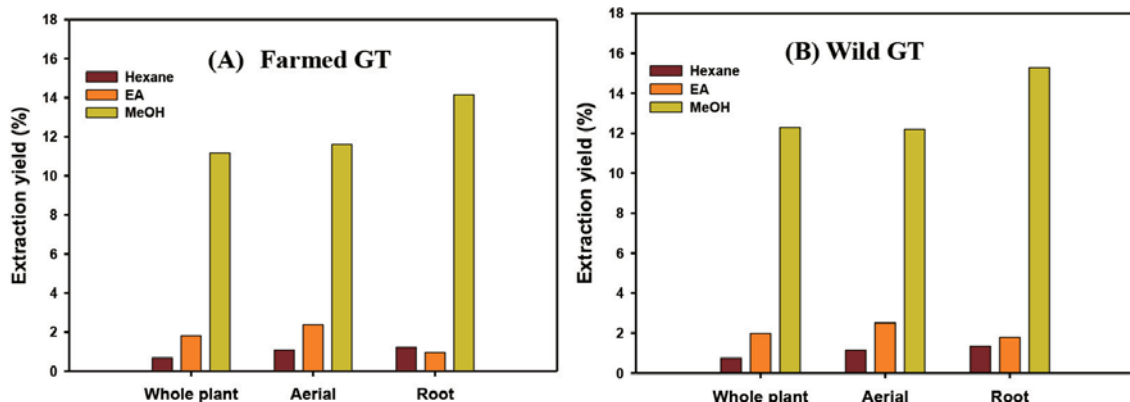 (A) Farmed GT
Hexane
EA
MeOH
Extraction yield (%)
18
16
14
12
10
8
6
4
2
0
Whole plant Aerial Root
(B) Wild GT
Hexane
EA
MeOH
Extraction yield (%)
18
16
14
12
10
8
6
4
2
0
Whole plant Aerial Root